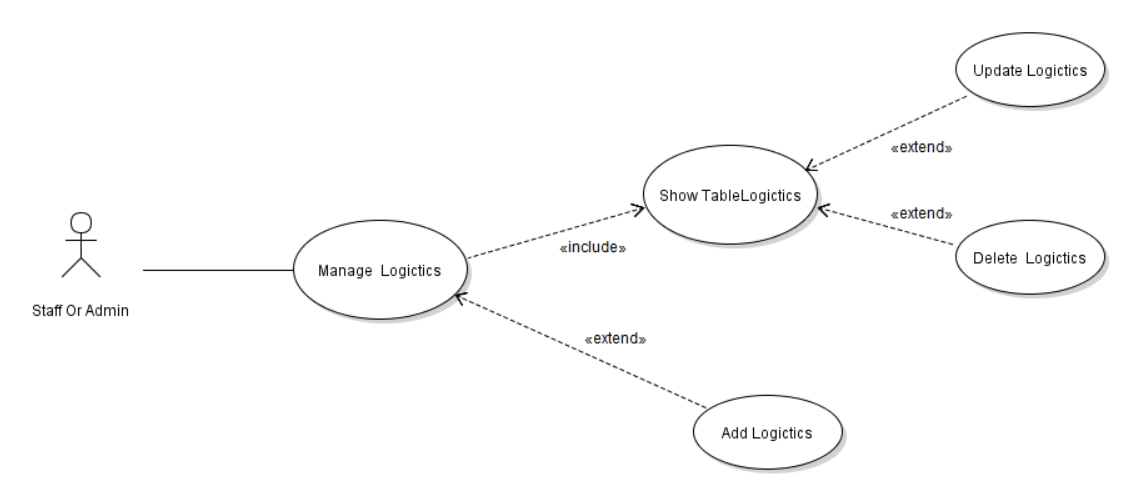 Update Logictics
«extend»
Show TableLogictics
«extend»
«include»
Delete Logictics
Manage Logictics
Staff Or Admin
«extend»
Add Logictics